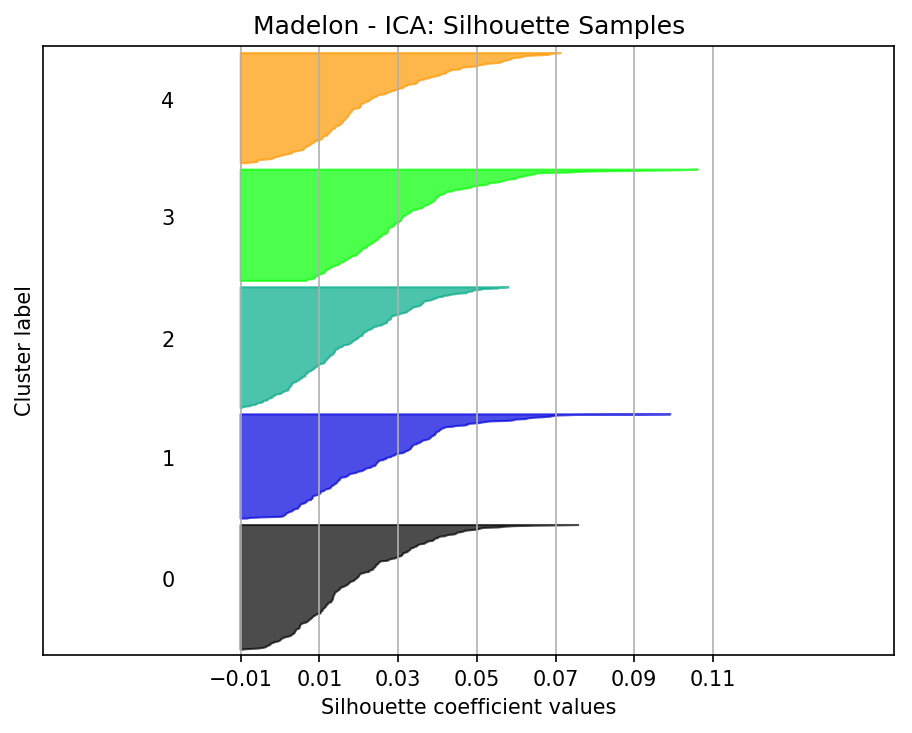 Madelon - ICA: Silhouette Samples
4
3
2
1
0
Cluster label
−0.01 0.01 0.03 0.05 0.07 0.09 0.11
Silhouette coefficient values